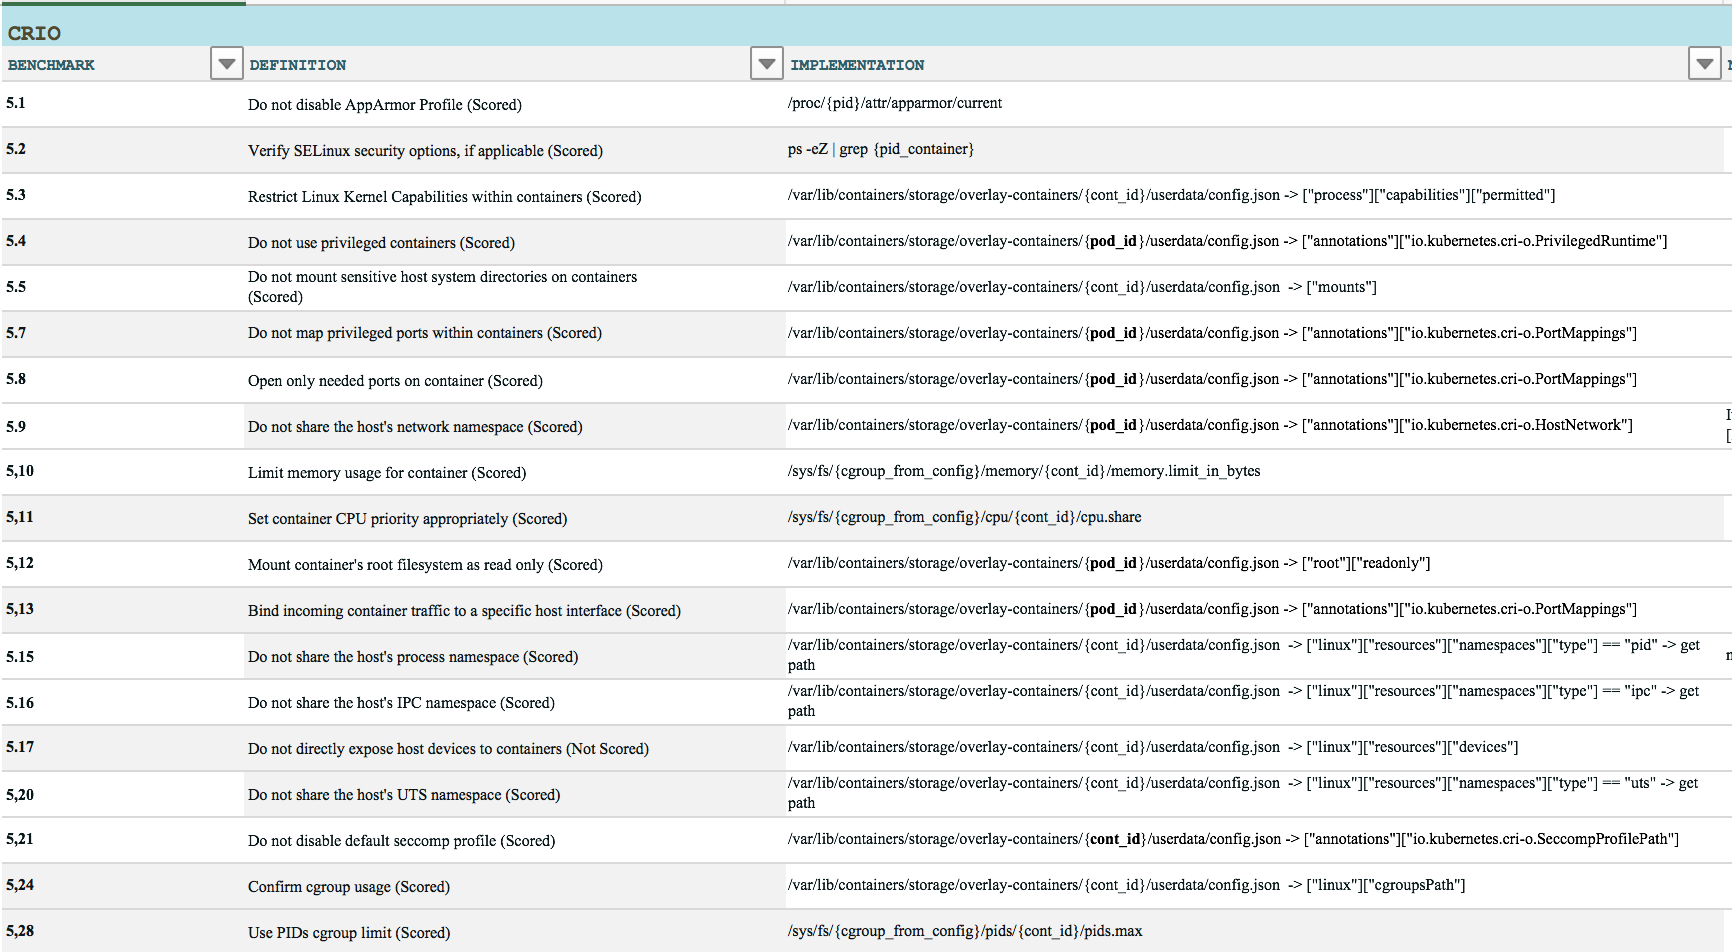 CRIO
BENCHMARK DEFINITION IMPLEMENTATION
5.1 Do not disable AppArmor Profile (Scored) /proc/{pid}/attr/apparmor/current
5.2 Verify SELinux security options, if applicable (Scored) ps -eZ | grep {pid_container}
5.3 Restrict Linux Kernel Capabilities within containers (Scored) /var/lib/containers/storage/overlay-containers/{cont_id}/userdata/config.json -> ["process"]["capabilities"]["permitted"]
5.4 Do not use privileged containers (Scored) /var/lib/containers/storage/overlay-containers/{pod_id}/userdata/config.json -> ["annotations"]["io.kubernetes.cri-o.PrivilegedRuntime"]
5.5 Do not mount sensitive host system directories on containers
(Scored) /var/lib/containers/storage/overlay-containers/{cont_id}/userdata/config.json -> ["mounts"]
5.7 Do not map privileged ports within containers (Scored) /var/lib/containers/storage/overlay-containers/{pod_id}/userdata/config.json -> ["annotations"]["io.kubernetes.cri-o.PortMappings"]
5.8 Open only needed ports on container (Scored) /var/lib/containers/storage/overlay-containers/{pod_id}/userdata/config.json -> ["annotations"]["io.kubernetes.cri-o.PortMappings"]
5.9 Do not share the host's network namespace (Scored) /var/lib/containers/storage/overlay-containers/{pod_id}/userdata/config.json -> ["annotations"]["io.kubernetes.cri-o.HostNetwork"]
[
5,10 Limit memory usage for container (Scored) /sys/fs/{cgroup_from_config}/memory/{cont_id}/memory.limit_in_bytes
5,11 Set container CPU priority appropriately (Scored) /sys/fs/{cgroup_from_config}/cpu/{cont_id}/cpu.share
5,12 Mount container's root filesystem as read only (Scored) /var/lib/containers/storage/overlay-containers/{pod_id}/userdata/config.json -> ["root"]["readonly"]
5,13 Bind incoming container traffic to a specific host interface (Scored) /var/lib/containers/storage/overlay-containers/{pod_id}/userdata/config.json -> ["annotations"]["io.kubernetes.cri-o.PortMappings"]
5.15 Do not share the host's process namespace (Scored) /var/lib/containers/storage/overlay-containers/{cont_id}/userdata/config.json -> ["linux"]["resources"]["namespaces"]["type"] == "pid" -> get
path
5.16 Do not share the host's IPC namespace (Scored) /var/lib/containers/storage/overlay-containers/{cont_id}/userdata/config.json -> ["linux"]["resources"]["namespaces"]["type"] == "ipc" -> get
path
5.17 Do not directly expose host devices to containers (Not Scored) /var/lib/containers/storage/overlay-containers/{cont_id}/userdata/config.json -> ["linux"]["resources"]["devices"]
5,20 Do not share the host's UTS namespace (Scored) /var/lib/containers/storage/overlay-containers/{cont_id}/userdata/config.json -> ["linux"]["resources"]["namespaces"]["type"] == "uts" -> get
path
5,21 Do not disable default seccomp profile (Scored) /var/lib/containers/storage/overlay-containers/{cont_id}/userdata/config.json -> ["annotations"]["io.kubernetes.cri-o.SeccompProfilePath"]
5,24 Confirm cgroup usage (Scored) /var/lib/containers/storage/overlay-containers/{cont_id}/userdata/config.json -> ["linux"]["cgroupsPath"]
5,28 Use PIDs cgroup limit (Scored) /sys/fs/{cgroup_from_config}/pids/{cont_id}/pids.max